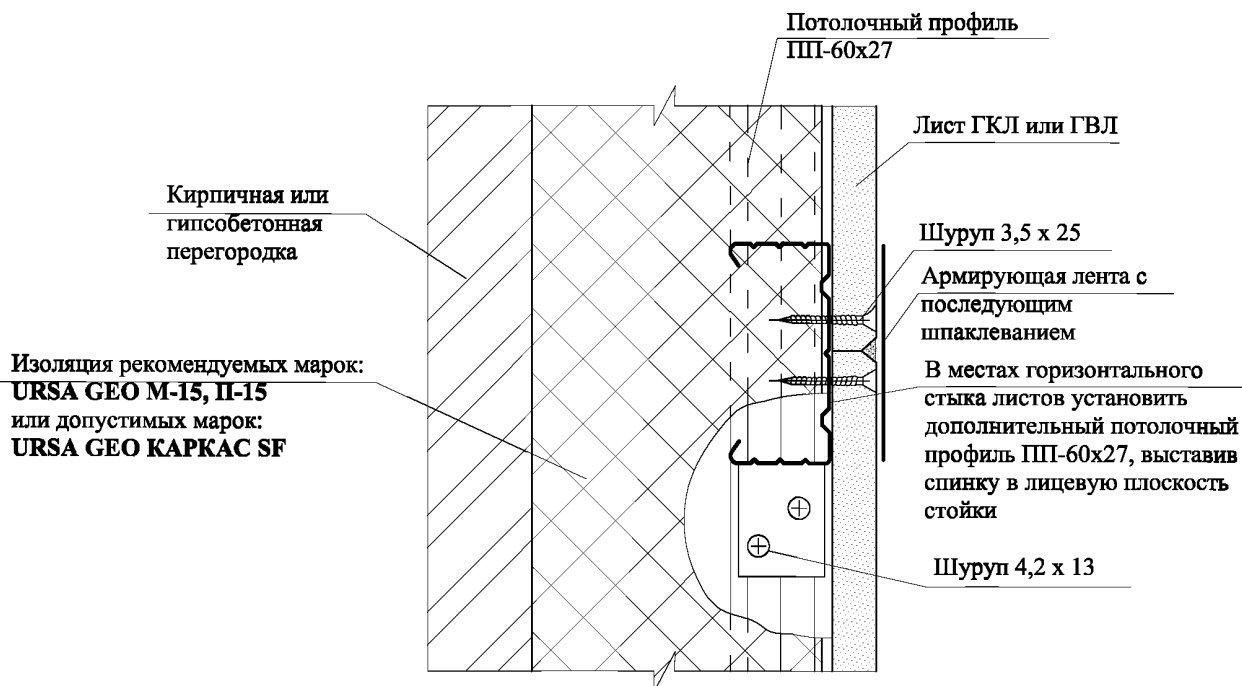 Потолочный профиль
ПП-60х27
Лист ГКЛ или ГВЛ
Кирпичная или
гипсобетонная
перегородка
Шуруп 3,5 х 25
Армирующая лента с
последующим
шпаклеванием
Изоляция рекомендуемых марок:
URSA GEO М-15, П-15
или допустимых марок:
URSA GEO КАРКАС SF
В местах горизонтального
стыка листов установить
дополнительный потолочный
профиль ПП-60х27, выставив
спинку в лицевую плоскость
стойки
Шуруп 4,2 х 13